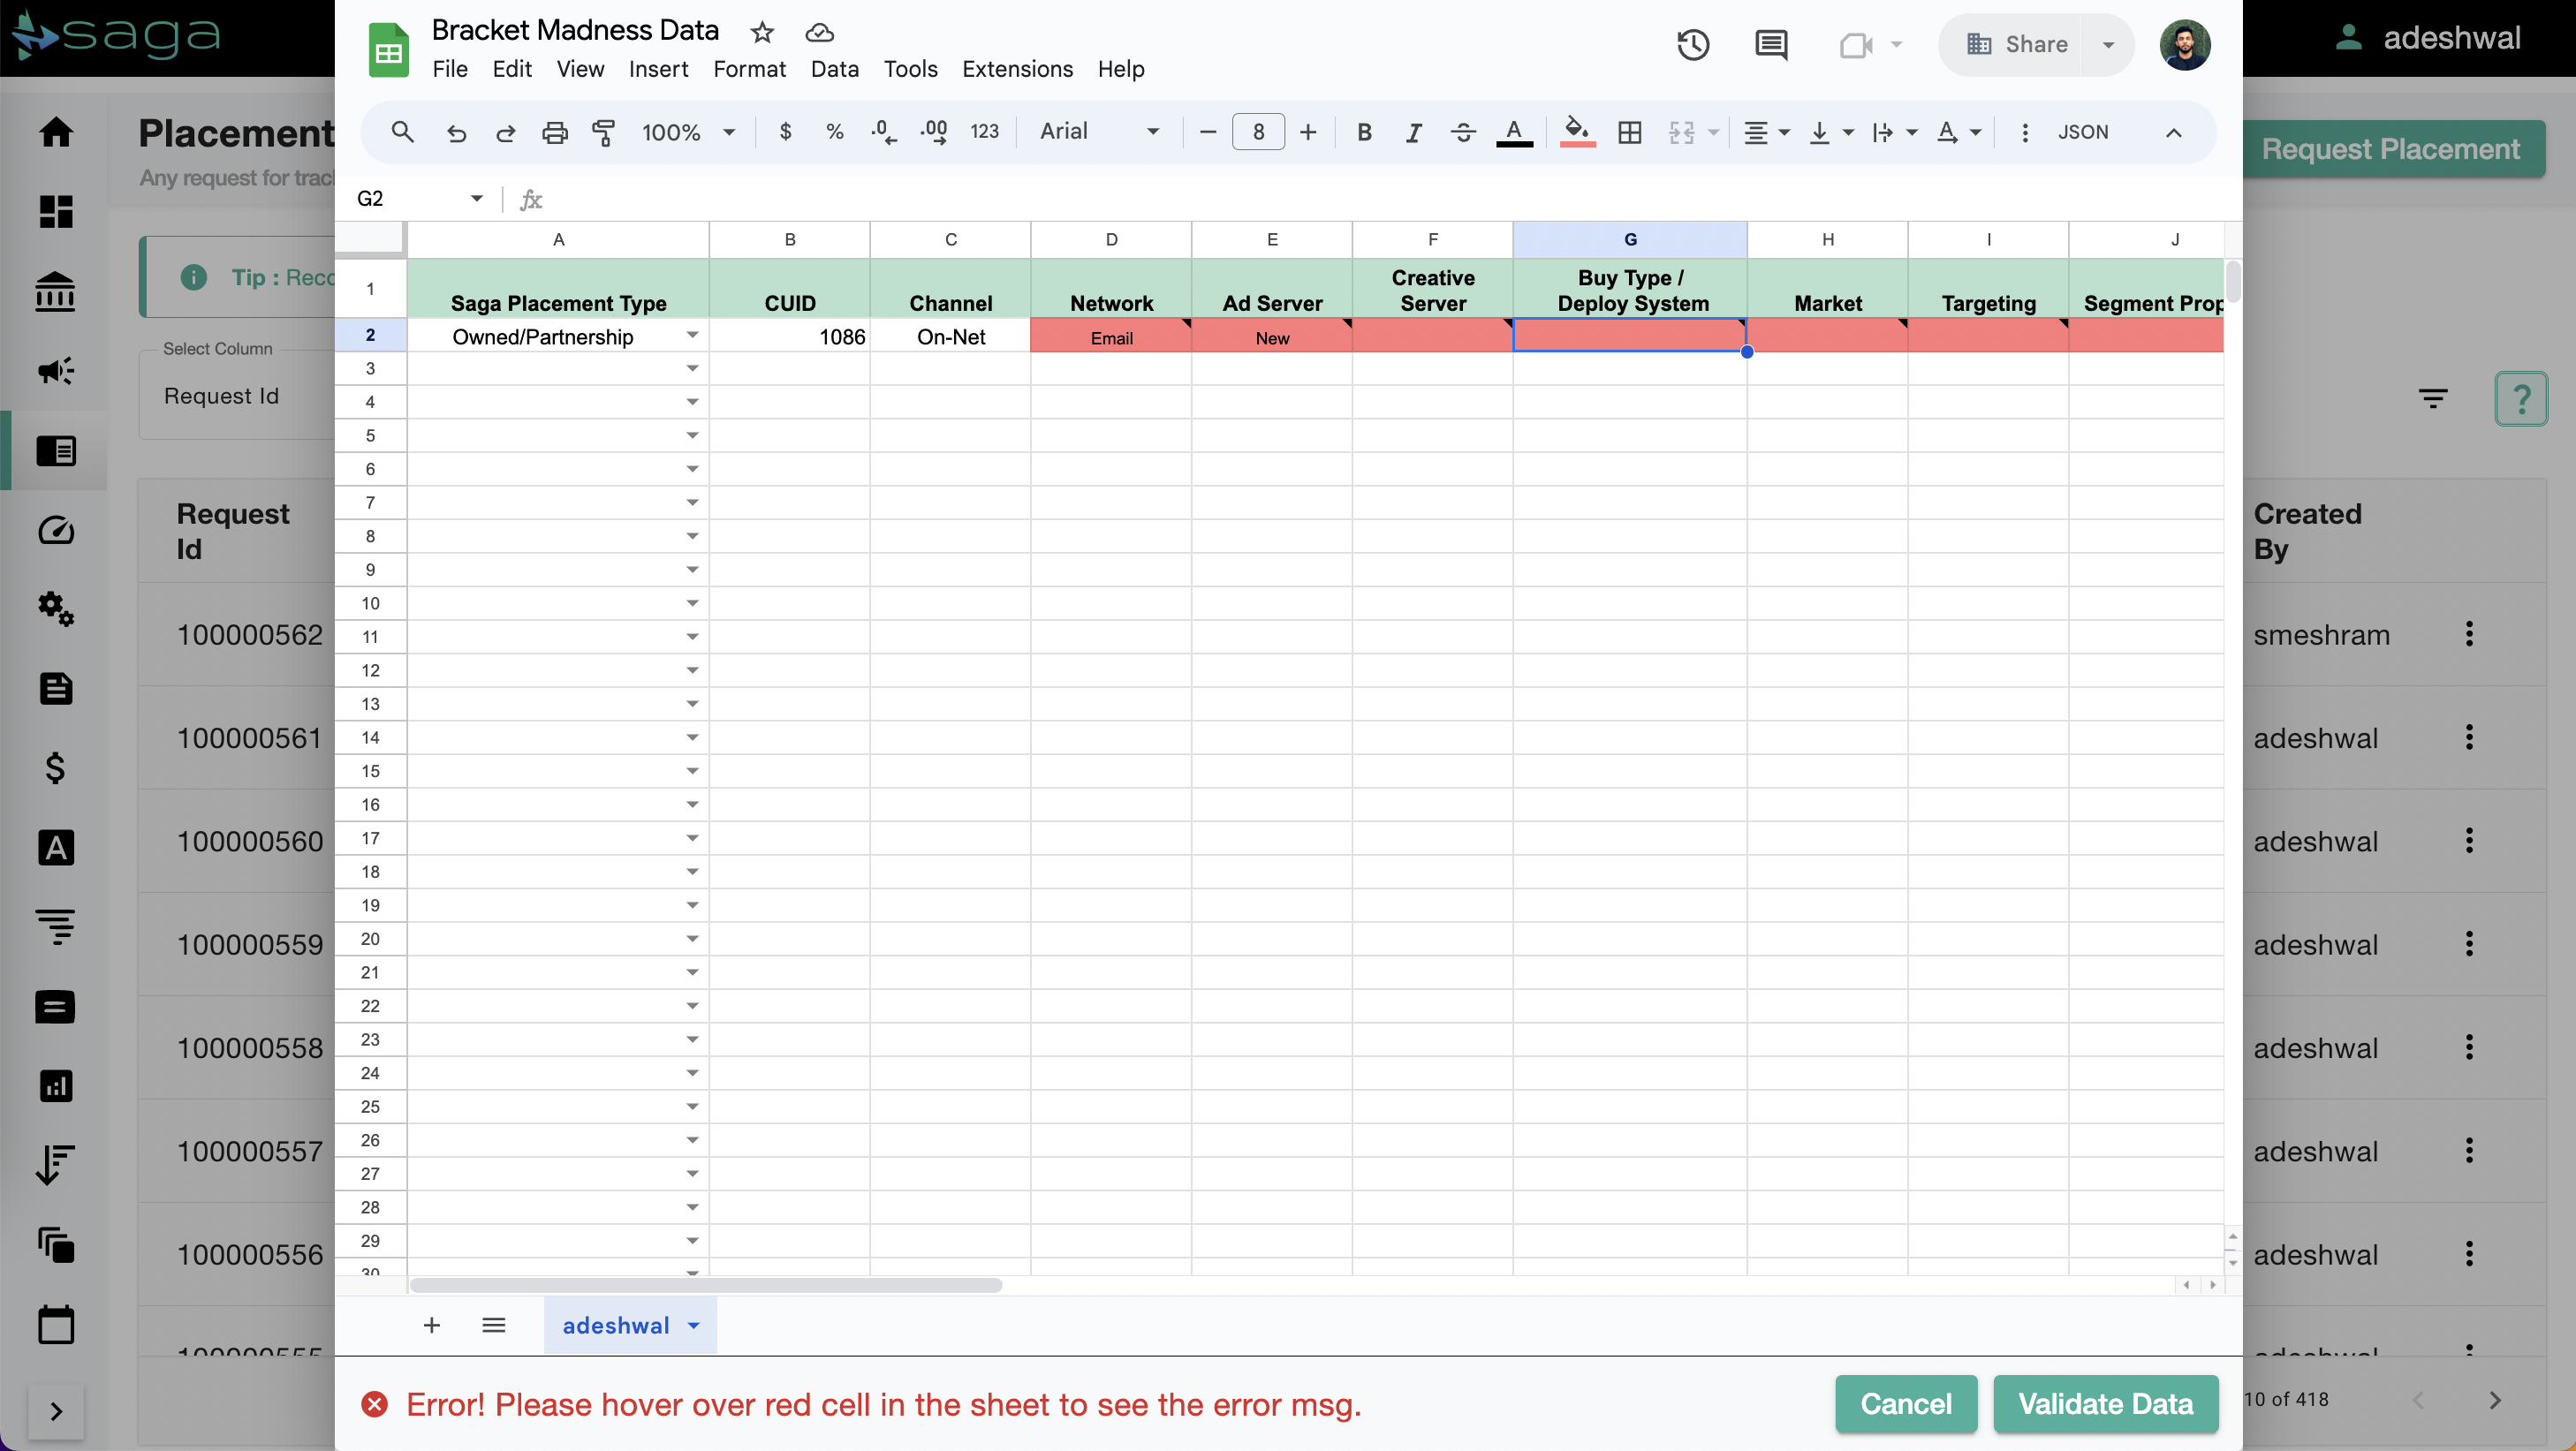 saga
adeshwal
Bracket Madness Data
File Edit View Insert Format Data Tools Extensions Help
Share
Placement
Any request for trac
Request Placement
100% $ % .0 .00 123 Arial 8 B I A A JSON
G2 fx
A B C D E F G H I J
Tip : Reco
1 Saga Placement Type CUID Channel Network Ad Server Creative Server Buy Type / Deploy System Market Targeting Segment Prop
2 Owned/Partnership 1086 On-Net Email New
Select Column
Request Id
?
3
4
5
6
7
8
9
10
11
12
13
14
15
16
17
18
19
20
21
22
23
24
25
26
27
28
29
30
Request Id
Created By
100000562 smeshram
100000561 adeshwal
100000560 adeshwal
100000559 adeshwal
100000558 adeshwal
100000557 adeshwal
100000556 adeshwal
100000555 adeshwal
adeshwal
Error! Please hover over red cell in the sheet to see the error msg.
Cancel
Validate Data
10 of 418